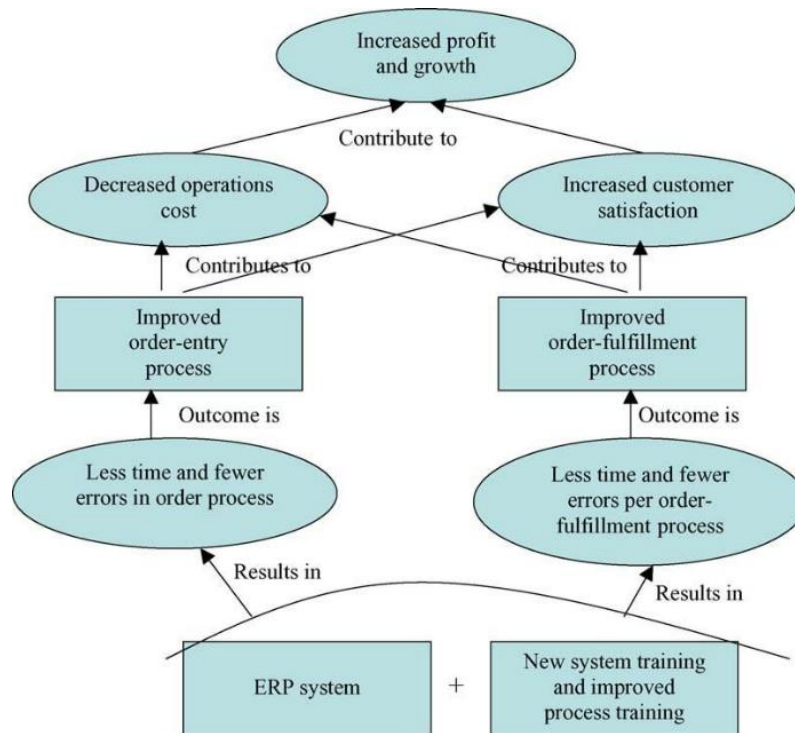 Increased profit
and growth
Contribute to
Decreased operations
cost
Increased customer
satisfaction
Contributes to
Contributes to
Improved
order-entry
process
Improved
order-fulfillment
process
Outcome is
Outcome is
Less time and fewer
errors in order process
Less time and fewer
errors per order-
fulfillment process
Results in
Results in
ERP system
+
New system training
and improved
process training